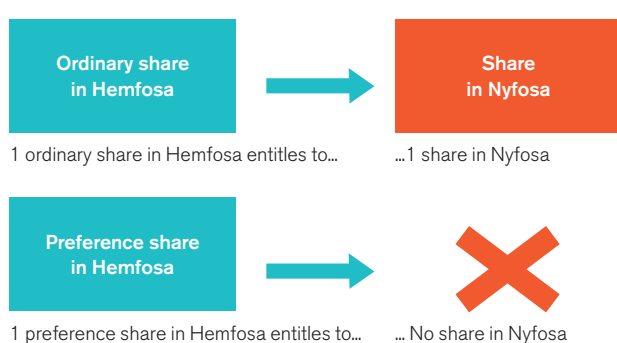 Ordinary share
in Hemfosa
Share
in Nyfosa
1 ordinary share in Hemfosa entitles to...
...1 share in Nyfosa
Preference share
in Hemfosa
1 preference share in Hemfosa entitles to...
... No share in Nyfosa